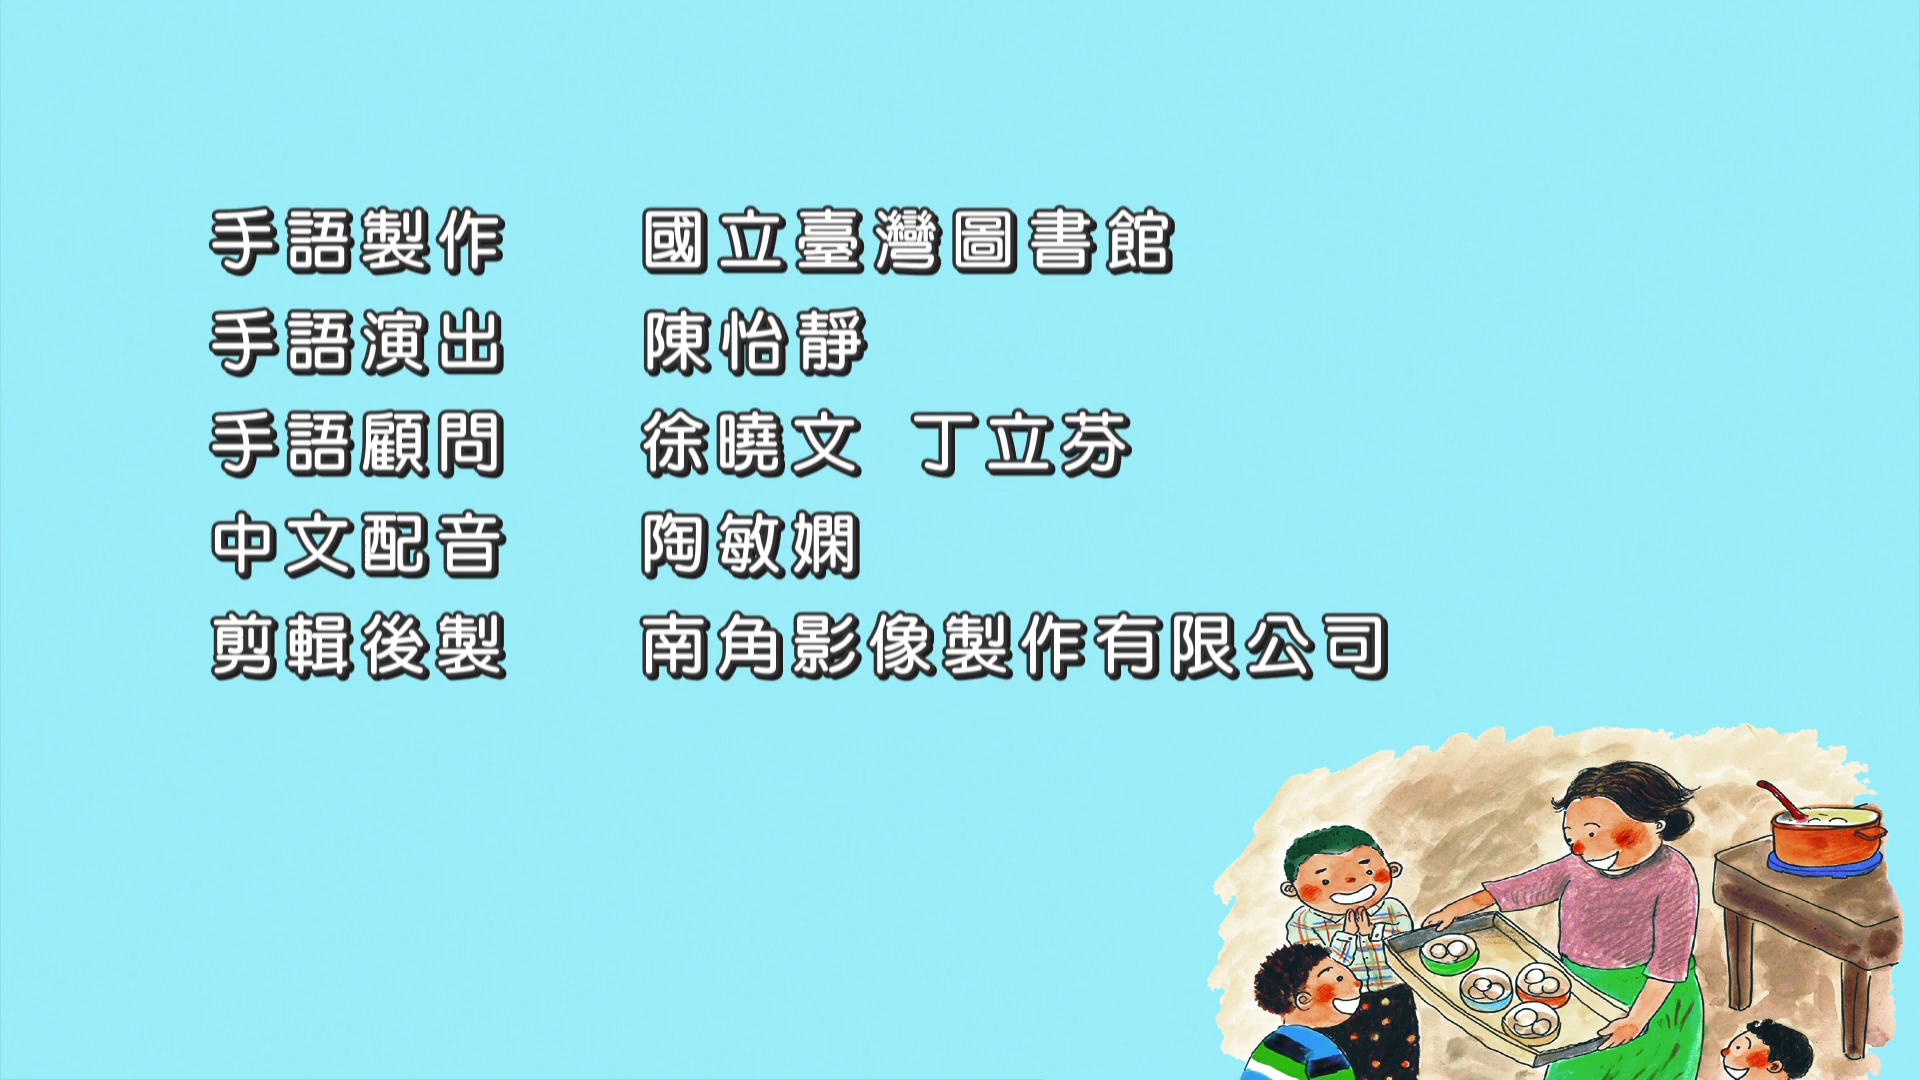 手語製作 國立臺灣圖書館
手語演出 陳怡靜
手語顧問 徐曉文 丁立芬
中文配音 陶敏嫻
剪輯後製 南角影像製作有限公司